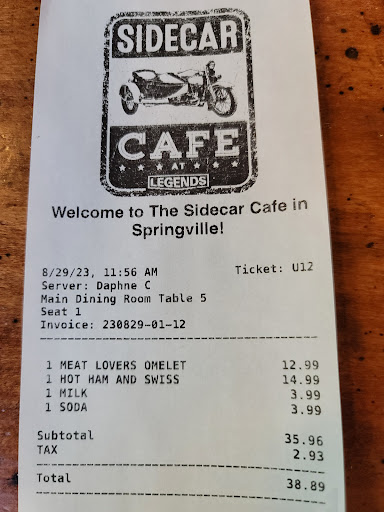 SIDECAR
CAFE
AT
LEGENDS
Welcome to The Sidecar Cafe in
Springville!
8/29/23, 11:56 AM Ticket: U12
Server: Daphne C
Main Dining Room Table 5
Seat 1
Invoice: 230829-01-12
1 MEAT LOVERS OMELET 12.99
1 HOT HAM AND SWISS 14.99
1 MILK 3.99
1 SODA 3.99
Subtotal 35.96
TAX 2.93
Total 38.89